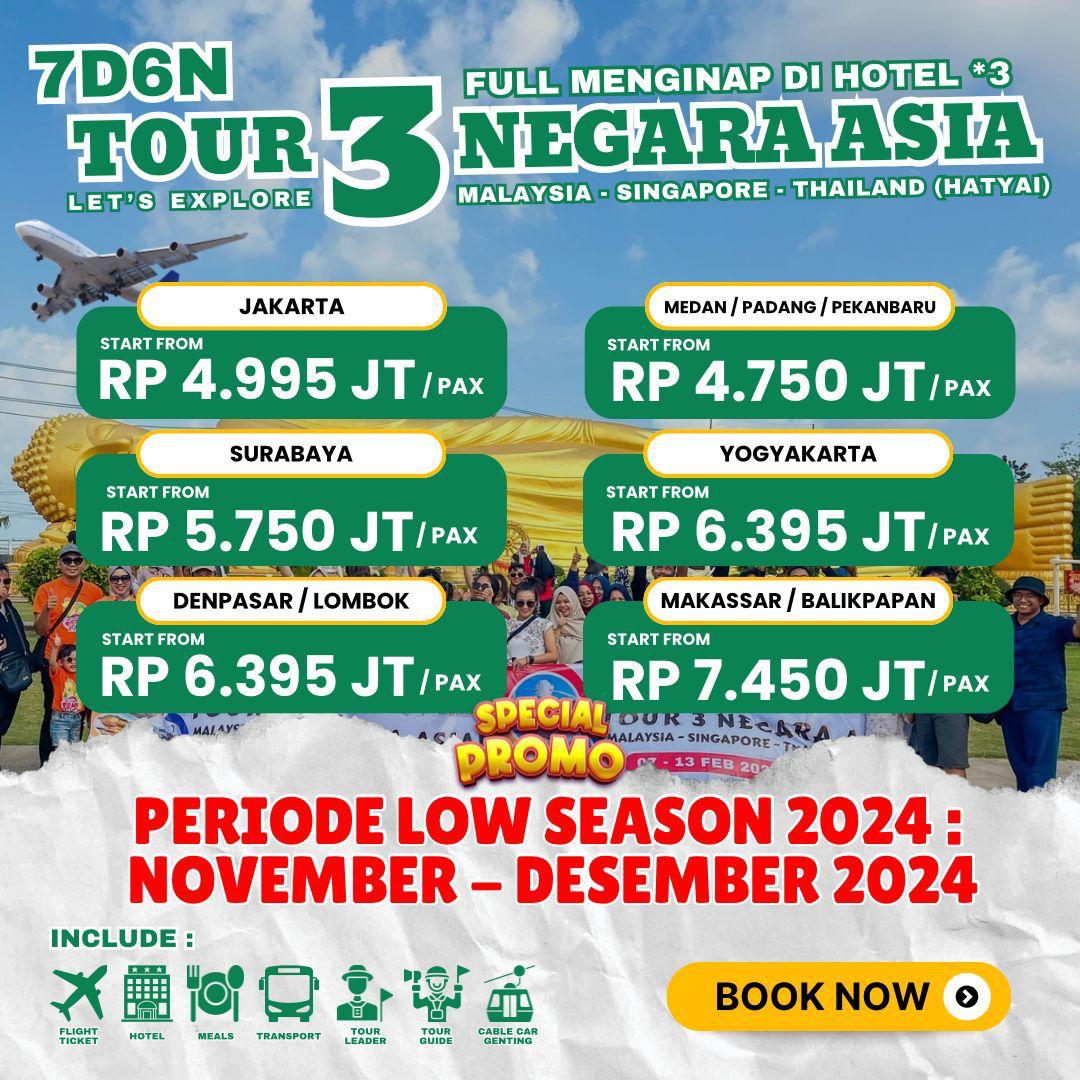 7D6N
TOUR
LET'S EXPLORE
3
FULL MENGINAP DI HOTEL *3
NEGARA ASIA
MALAYSIA - SINGAPORE - THAILAND (HATYAI)
JAKARTA
START FROM
RP 4.995 JT/PAX
MEDAN / PADANG / PEKANBARU
START FROM
RP 4.750 JT/PAX
SURABAYA
START FROM
RP 5.750 JT/PAX
YOGYAKARTA
START FROM
RP 6.395 JT/PAX
DENPASAR / LOMBOK
START FROM
RP 6.395 JT/PAX
MAKASSAR / BALIKPAPAN
START FROM
RP 7.450 JT/PAX
TOUR 3 NEGARA
MALAYSIA - SINGAPORE -
07 - 13 FEB
SPECIAL
PROMO
PERIODE LOW SEASON 2024 :
NOVEMBER – DESEMBER 2024
INCLUDE :
FLIGHT TICKET
HOTEL
MEALS
TRANSPORT
TOUR LEADER
TOUR GUIDE
CABLE CAR GENTING
BOOK NOW